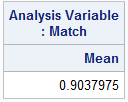 Analysis Variable
: Match
Mean
0.9037975